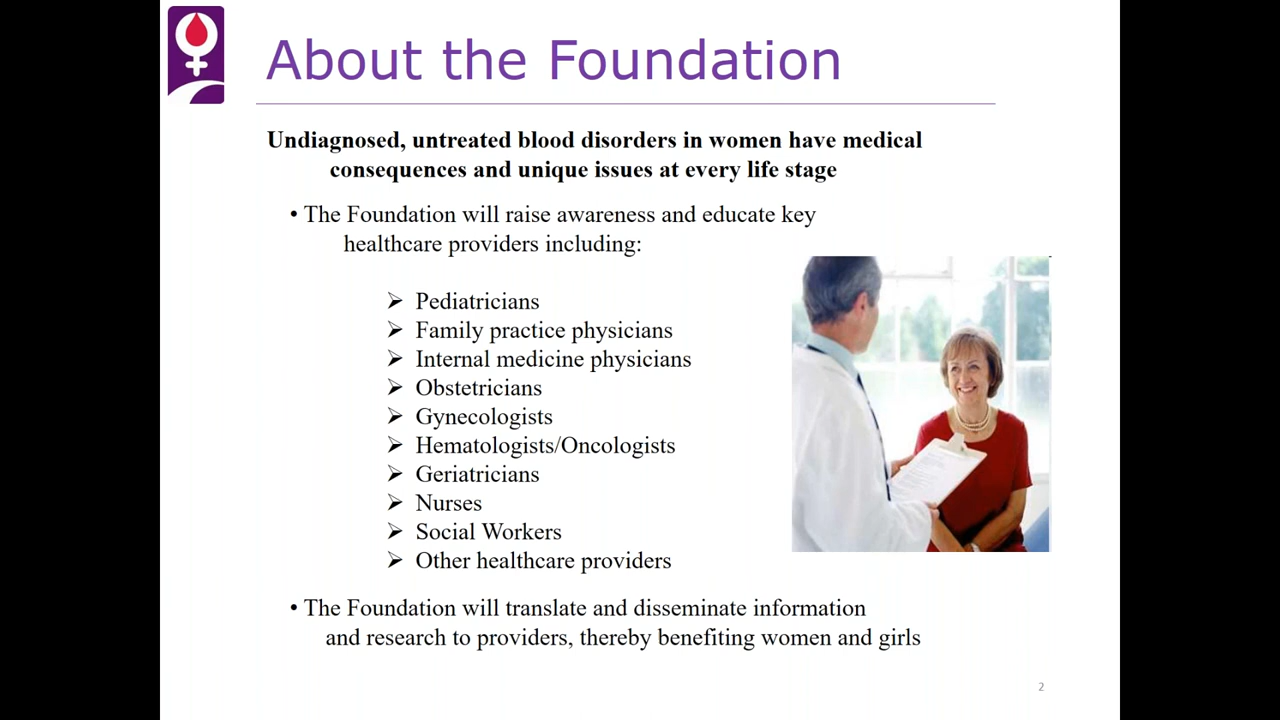 About the Foundation
Undiagnosed, untreated blood disorders in women have medical
consequences and unique issues at every life stage
• The Foundation will raise awareness and educate key
healthcare providers including:
➢ Pediatricians
➢ Family practice physicians
➢ Internal medicine physicians
➢ Obstetricians
➢ Gynecologists
➢ Hematologists/Oncologists
➢ Geriatricians
➢ Nurses
➢ Social Workers
➢ Other healthcare providers
• The Foundation will translate and disseminate information
and research to providers, thereby benefiting women and girls
2